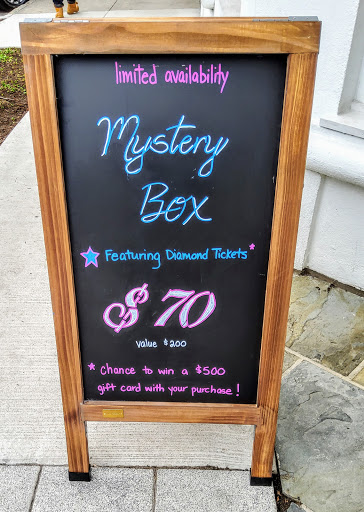 limited availability
Mystery
Box
Featuring Diamond Tickets*
$ 70
Value $200
* Chance to win a $500
gift card with your purchase!